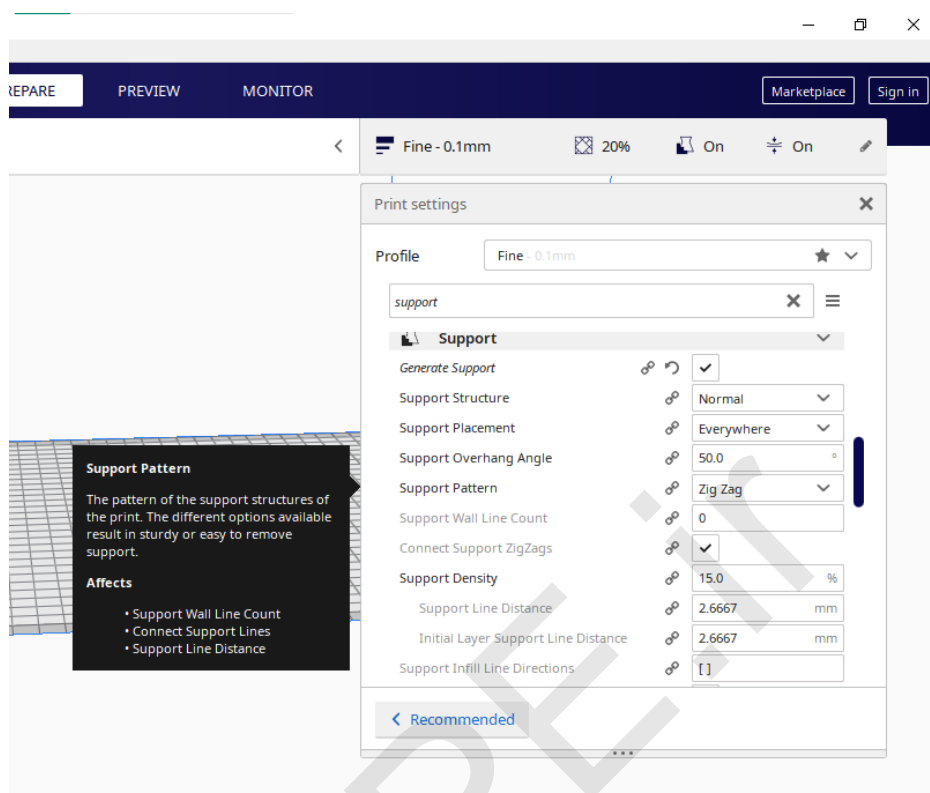 REPARE
PREVIEW
MONITOR
Marketplace
Sign in
Fine - 0.1mm
20%
On
On
Print settings
Profile
Fine - 0.1mm
support
Support
Generate Support
Support Structure
Normal
Support Placement
Everywhere
Support Overhang Angle
50.0 °
Support Pattern
Zig Zag
Support Wall Line Count
0
Connect Support ZigZags
Support Density
15.0 %
Support Line Distance
2.6667 mm
Initial Layer Support Line Distance
2.6667 mm
Support Infill Line Directions
[ ]
Recommended
Support Pattern
The pattern of the support structures of
the print. The different options available
result in sturdy or easy to remove
support.
Affects
• Support Wall Line Count
• Connect Support Lines
• Support Line Distance
PE.ir